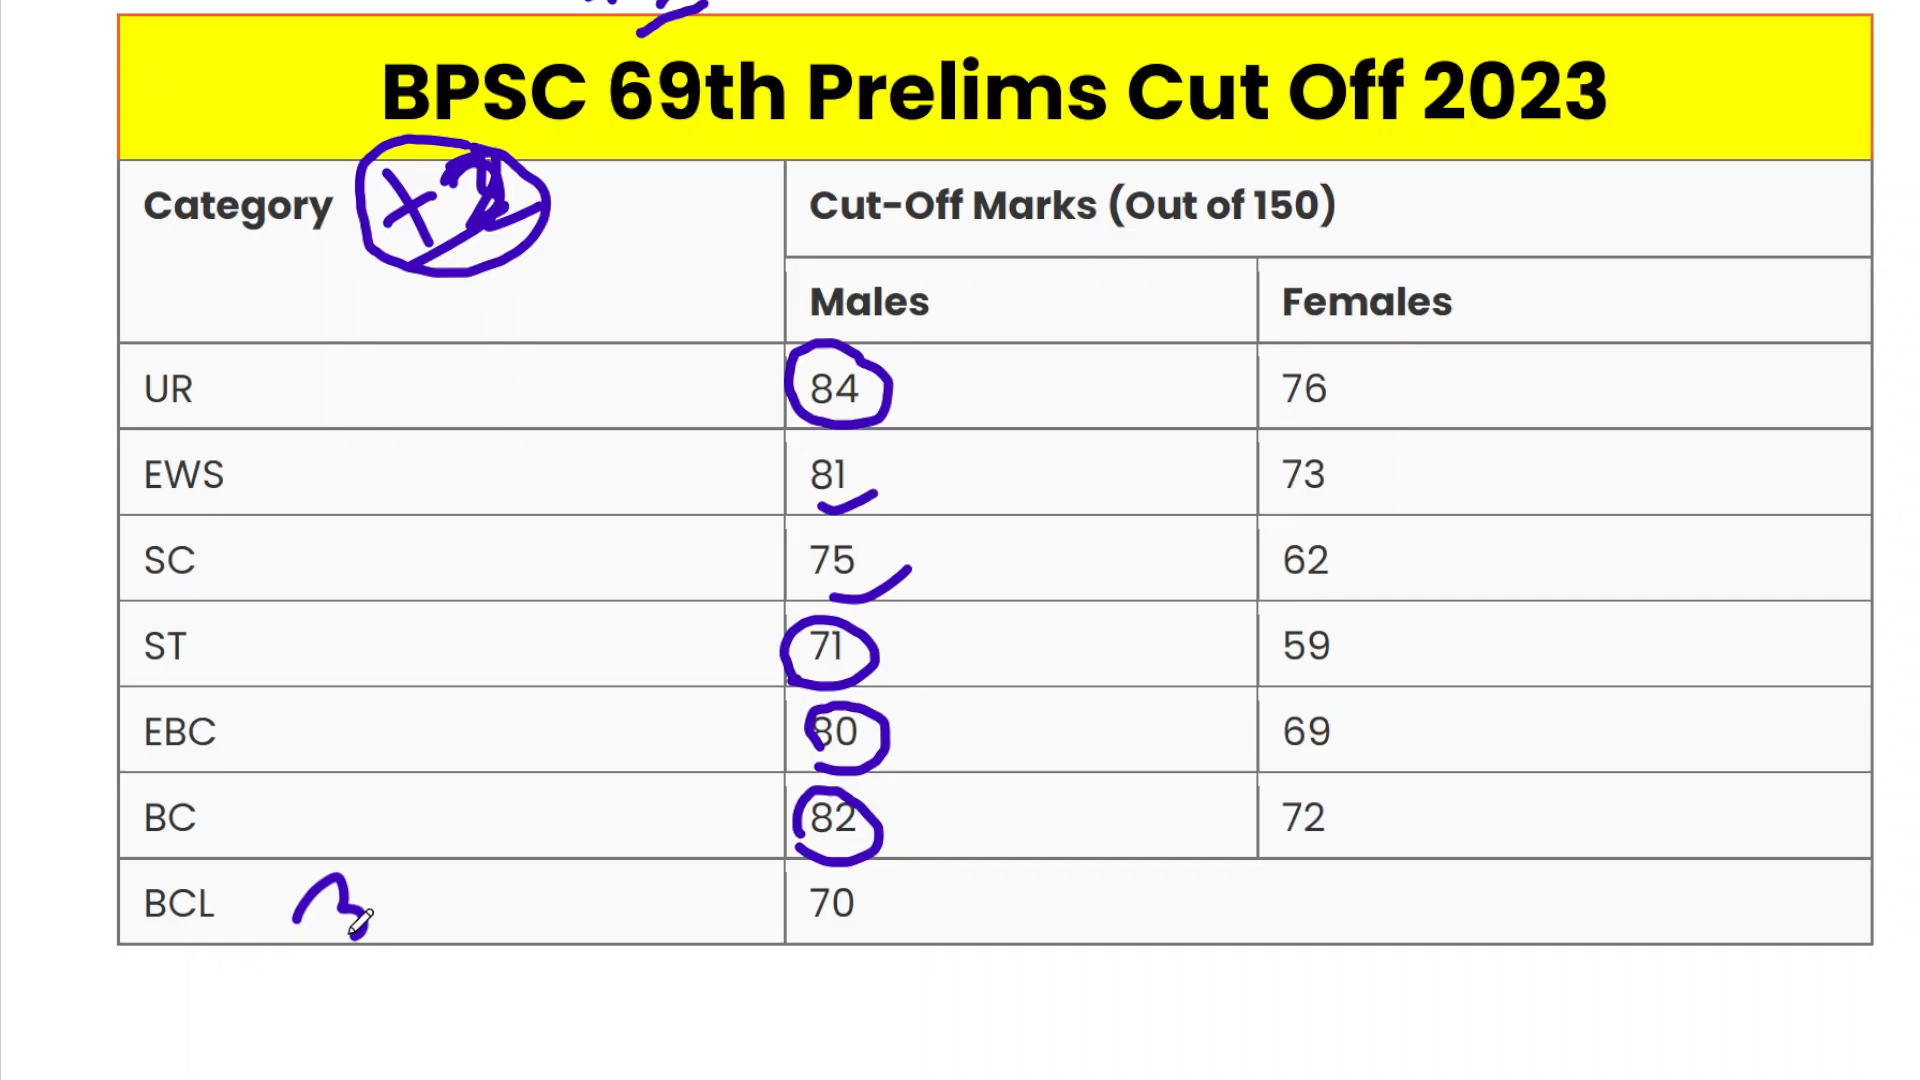 BPSC 69th Prelims Cut Off 2023
Category Cut-Off Marks (Out of 150)
Males Females
UR 84 76
EWS 81 73
SC 75 62
ST 71 59
EBC 80 69
BC 82 72
BCL 70